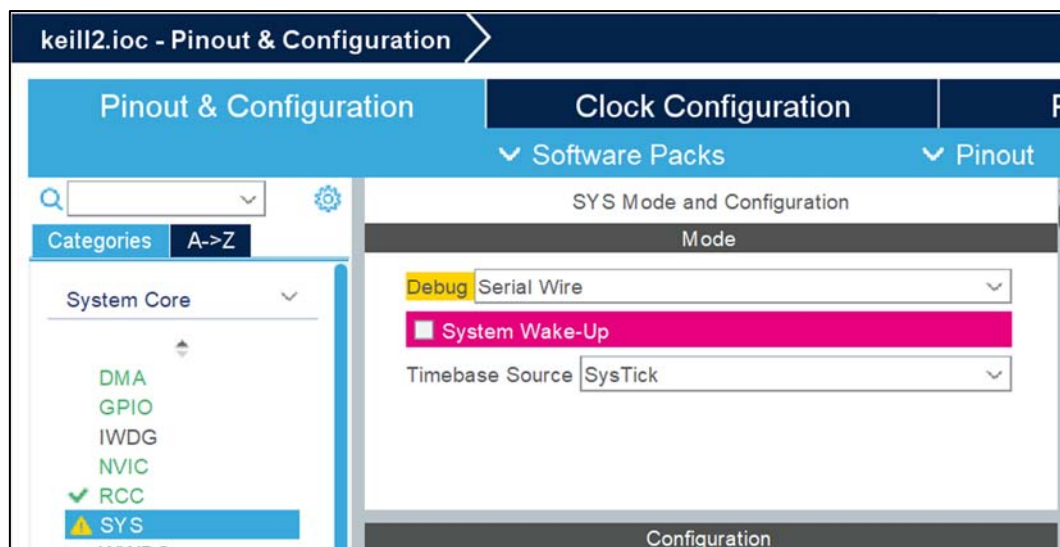 keill2.ioc - Pinout & Configuration
Pinout & Configuration
Clock Configuration
Software Packs
Pinout
SYS Mode and Configuration
Categories
A->Z
Mode
System Core
Debug
Serial Wire
System Wake-Up
Timebase Source
SysTick
DMA
GPIO
IWDG
NVIC
RCC
SYS
Configuration